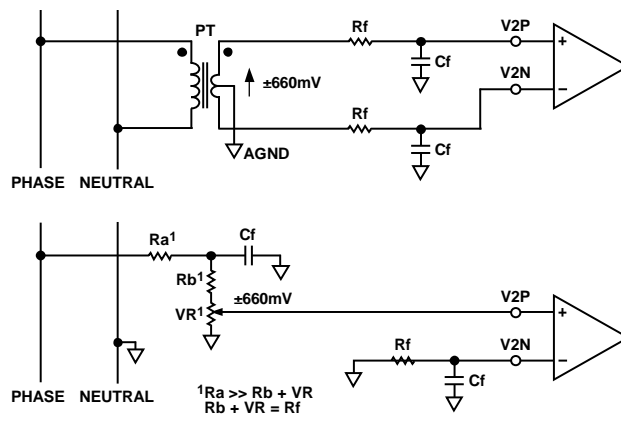 PT
Rf
V2P
+
Cf
±660mV
V2N
−
Rf
AGND
Cf
PHASE NEUTRAL
Ra¹
Cf
Rb¹
±660mV
V2P
VR¹
+
Rf
V2N
−
Cf
PHASE NEUTRAL
¹Ra >> Rb + VR
Rb + VR = Rf